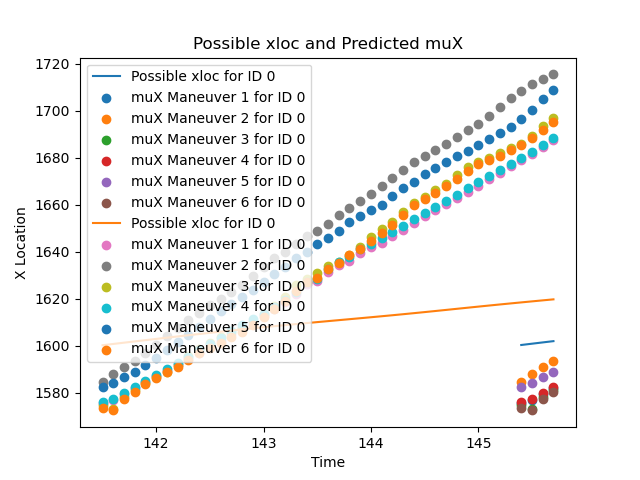 Possible xloc and Predicted muX
1720
1700
1680
1660
1640
1620
1600
1580
X Location
Possible xloc for ID 0
muX Maneuver 1 for ID 0
muX Maneuver 2 for ID 0
muX Maneuver 3 for ID 0
muX Maneuver 4 for ID 0
muX Maneuver 5 for ID 0
muX Maneuver 6 for ID 0
Possible xloc for ID 0
muX Maneuver 1 for ID 0
muX Maneuver 2 for ID 0
muX Maneuver 3 for ID 0
muX Maneuver 4 for ID 0
muX Maneuver 5 for ID 0
muX Maneuver 6 for ID 0
142 143 144 145
Time